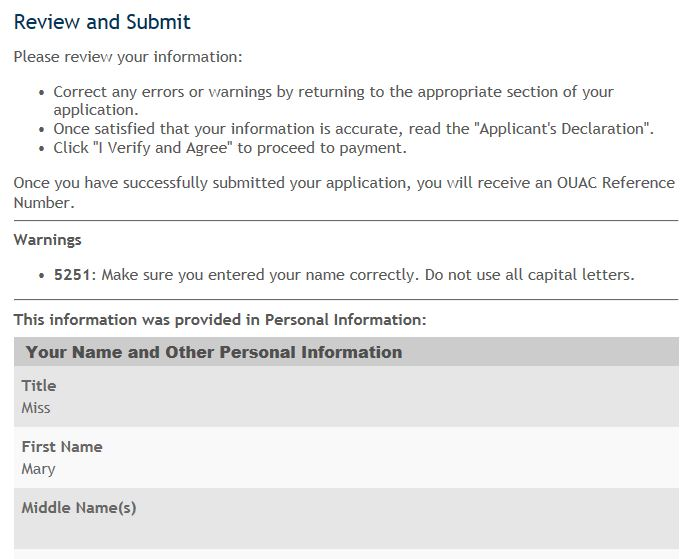 Review and Submit
Please review your information:
• Correct any errors or warnings by returning to the appropriate section of your
application.
• Once satisfied that your information is accurate, read the "Applicant's Declaration".
• Click "I Verify and Agree" to proceed to payment.
Once you have successfully submitted your application, you will receive an OUAC Reference
Number.
Warnings
• 5251: Make sure you entered your name correctly. Do not use all capital letters.
This information was provided in Personal Information:
Your Name and Other Personal Information
Title
Miss
First Name
Mary
Middle Name(s)